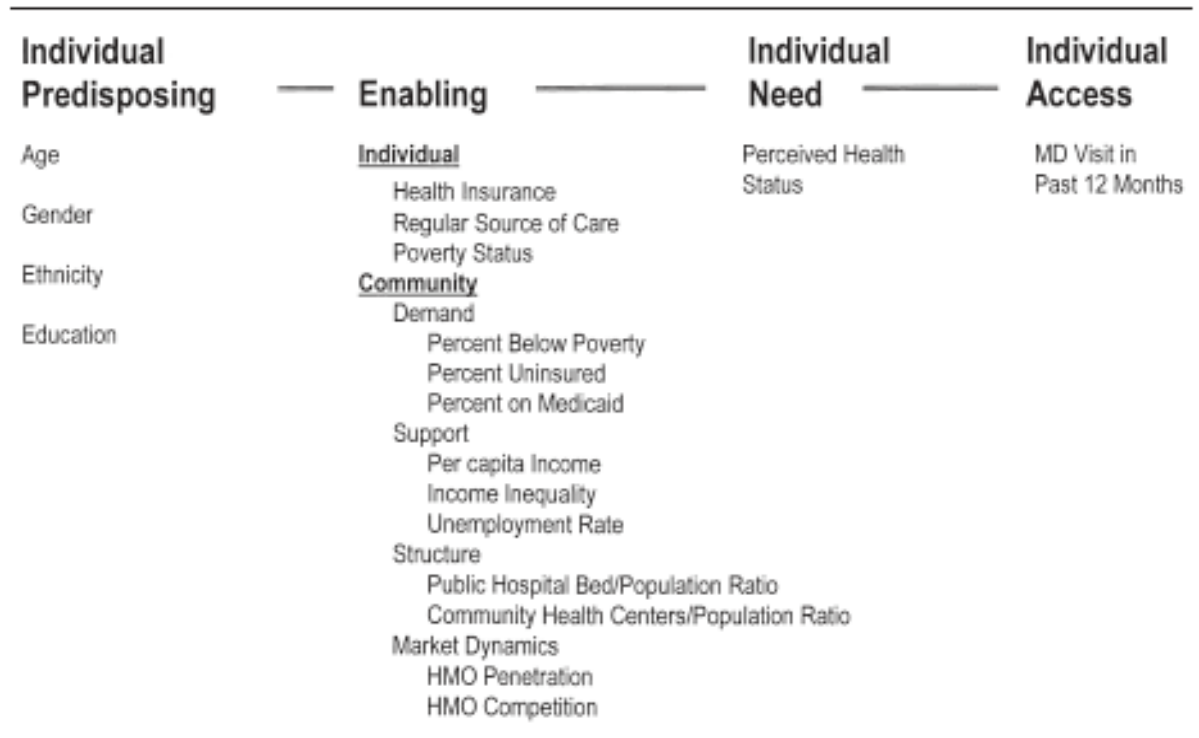 Individual
Predisposing
Age
Gender
Ethnicity
Education
Enabling
Individual
Health Insurance
Regular Source of Care
Poverty Status
Community
Demand
Percent Below Poverty
Percent Uninsured
Percent on Medicaid
Support
Per capita Income
Income Inequality
Unemployment Rate
Structure
Public Hospital Bed/Population Ratio
Community Health Centers/Population Ratio
Market Dynamics
HMO Penetration
HMO Competition
Individual
Need
Perceived Health
Status
Individual
Access
MD Visit in
Past 12 Months